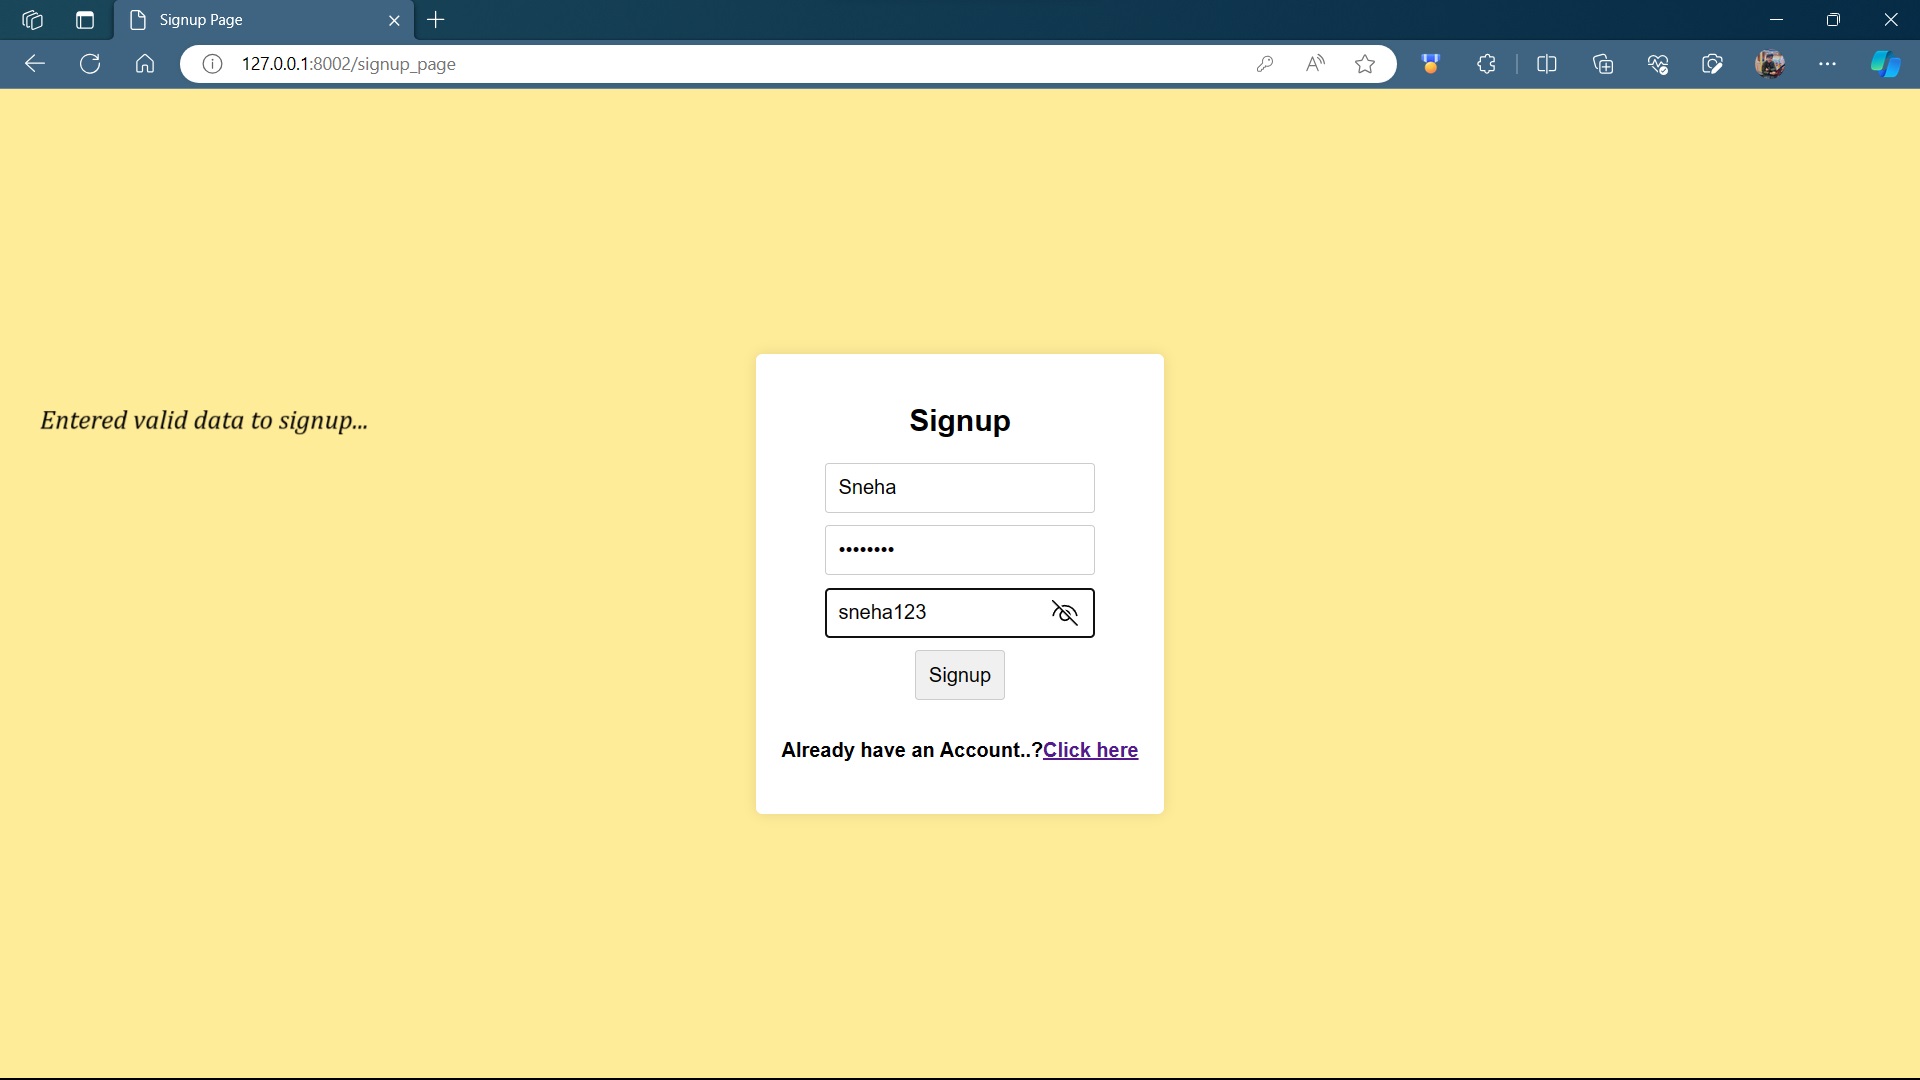 Signup Page
127.0.0.1:8002/signup_page
Entered valid data to signup...
Signup
Sneha
••••••••
sneha123
Signup
Already have an Account..?Click here